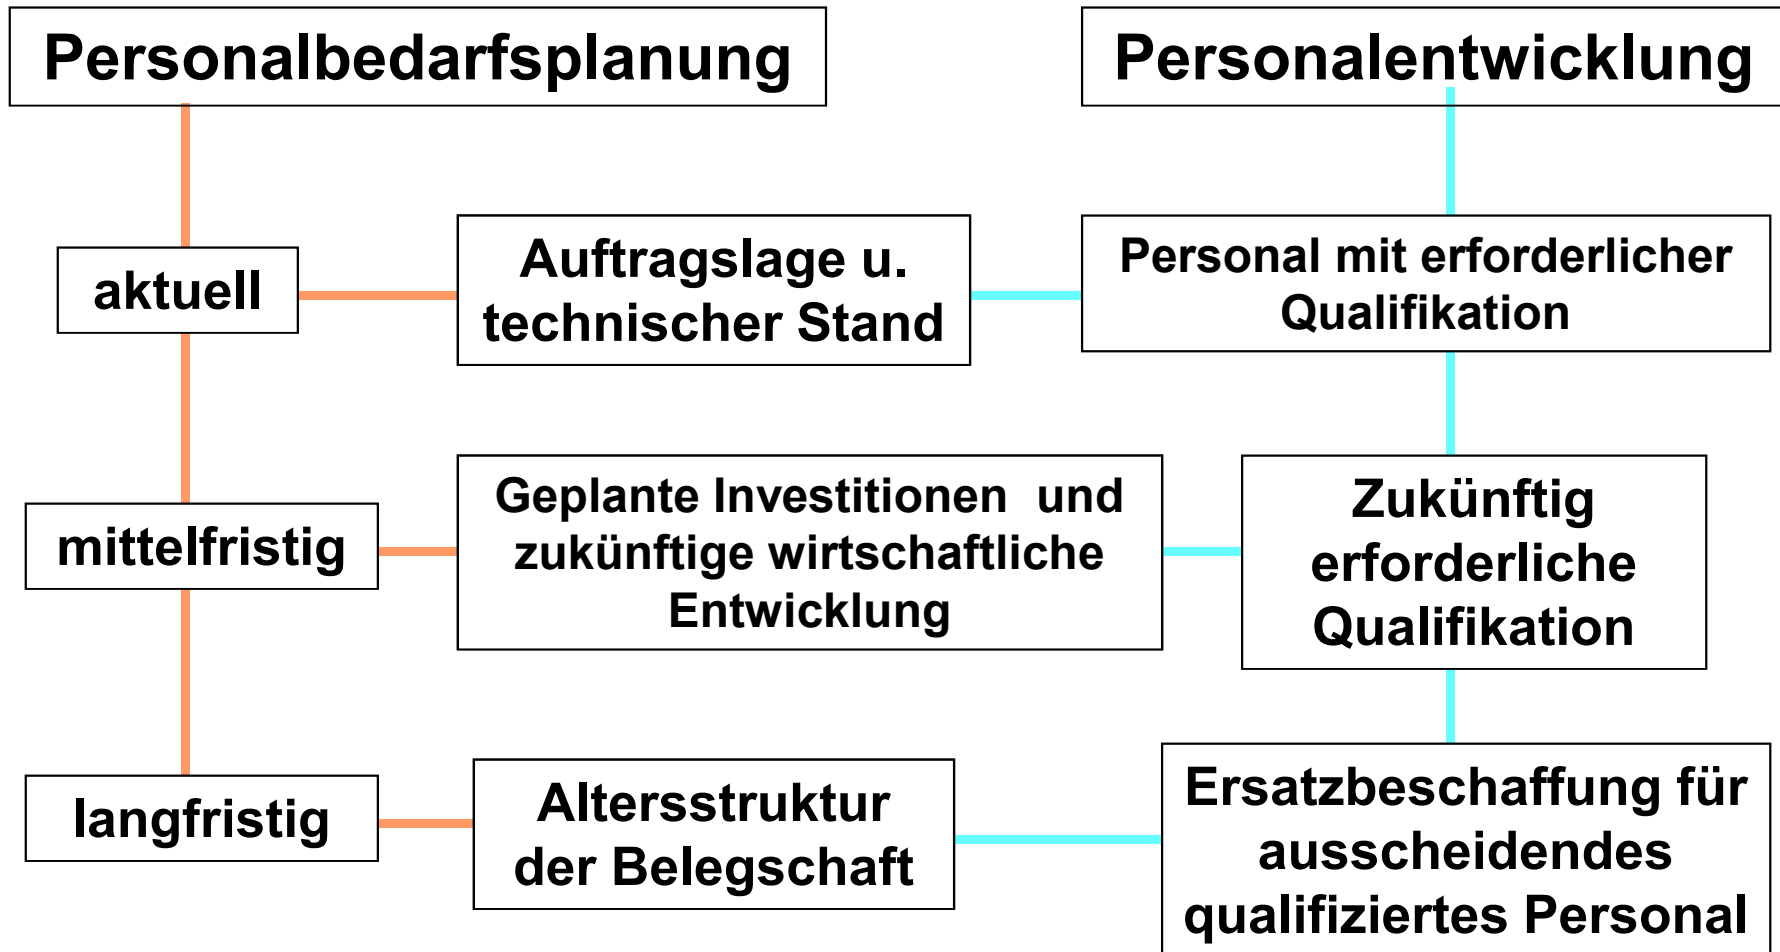 Personalbedarfsplanung
Personalentwicklung
aktuell
Auftragslage u.
technischer Stand
Personal mit erforderlicher
Qualifikation
mittelfristig
Geplante Investitionen und
zukünftige wirtschaftliche
Entwicklung
Zukünftig
erforderliche
Qualifikation
langfristig
Altersstruktur
der Belegschaft
Ersatzbeschaffung für
ausscheidendes
qualifiziertes Personal